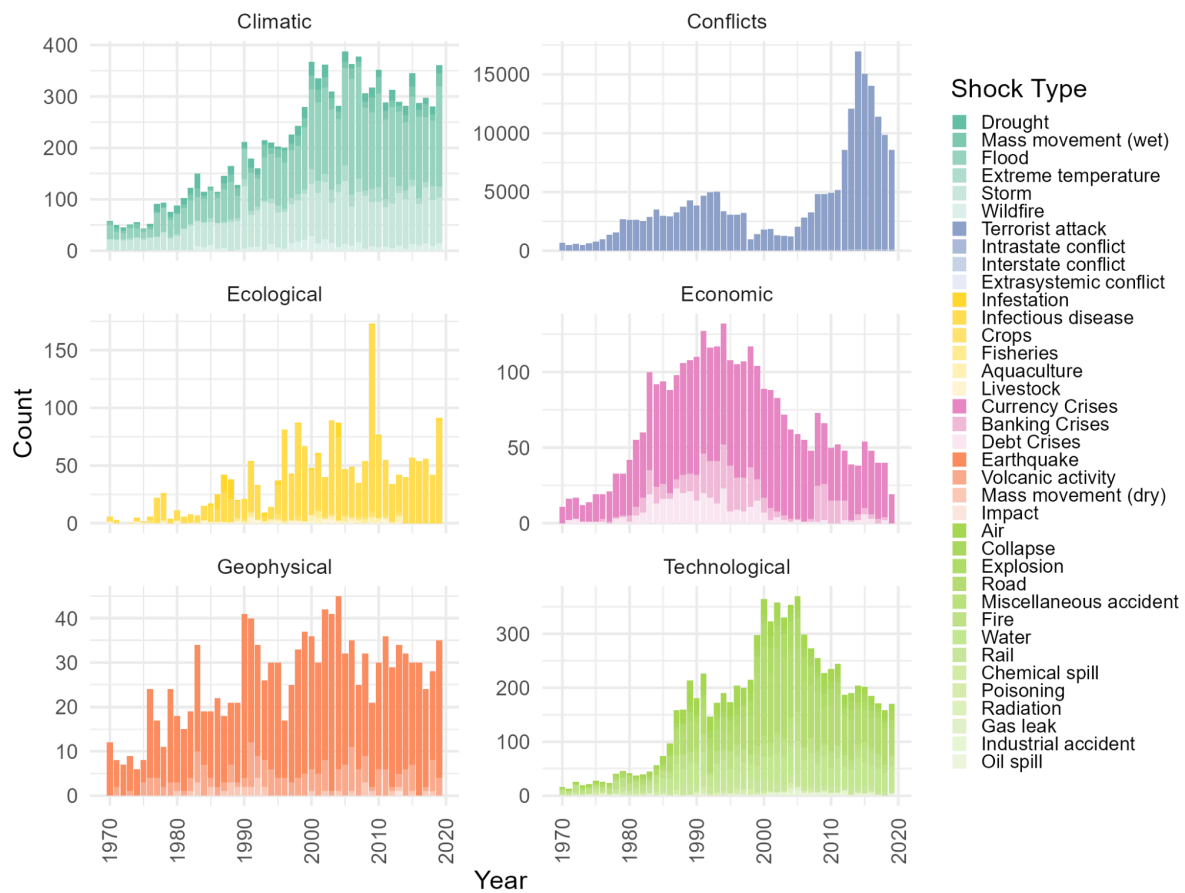 Climatic
Conflicts
400
300
200
100
0
15000
10000
5000
0
Ecological
Economic
150
100
50
0
100
50
0
Geophysical
Technological
40
30
20
10
0
300
200
100
0
1970
1980
1990
2000
2010
2020
1970
1980
1990
2000
2010
2020
Count
Year
Shock Type
Drought
Mass movement (wet)
Flood
Extreme temperature
Storm
Wildfire
Terrorist attack
Intrastate conflict
Interstate conflict
Extrasystemic conflict
Infestation
Infectious disease
Crops
Fisheries
Aquaculture
Livestock
Currency Crises
Banking Crises
Debt Crises
Earthquake
Volcanic activity
Mass movement (dry)
Impact
Air
Collapse
Explosion
Road
Miscellaneous accident
Fire
Water
Rail
Chemical spill
Poisoning
Radiation
Gas leak
Industrial accident
Oil spill